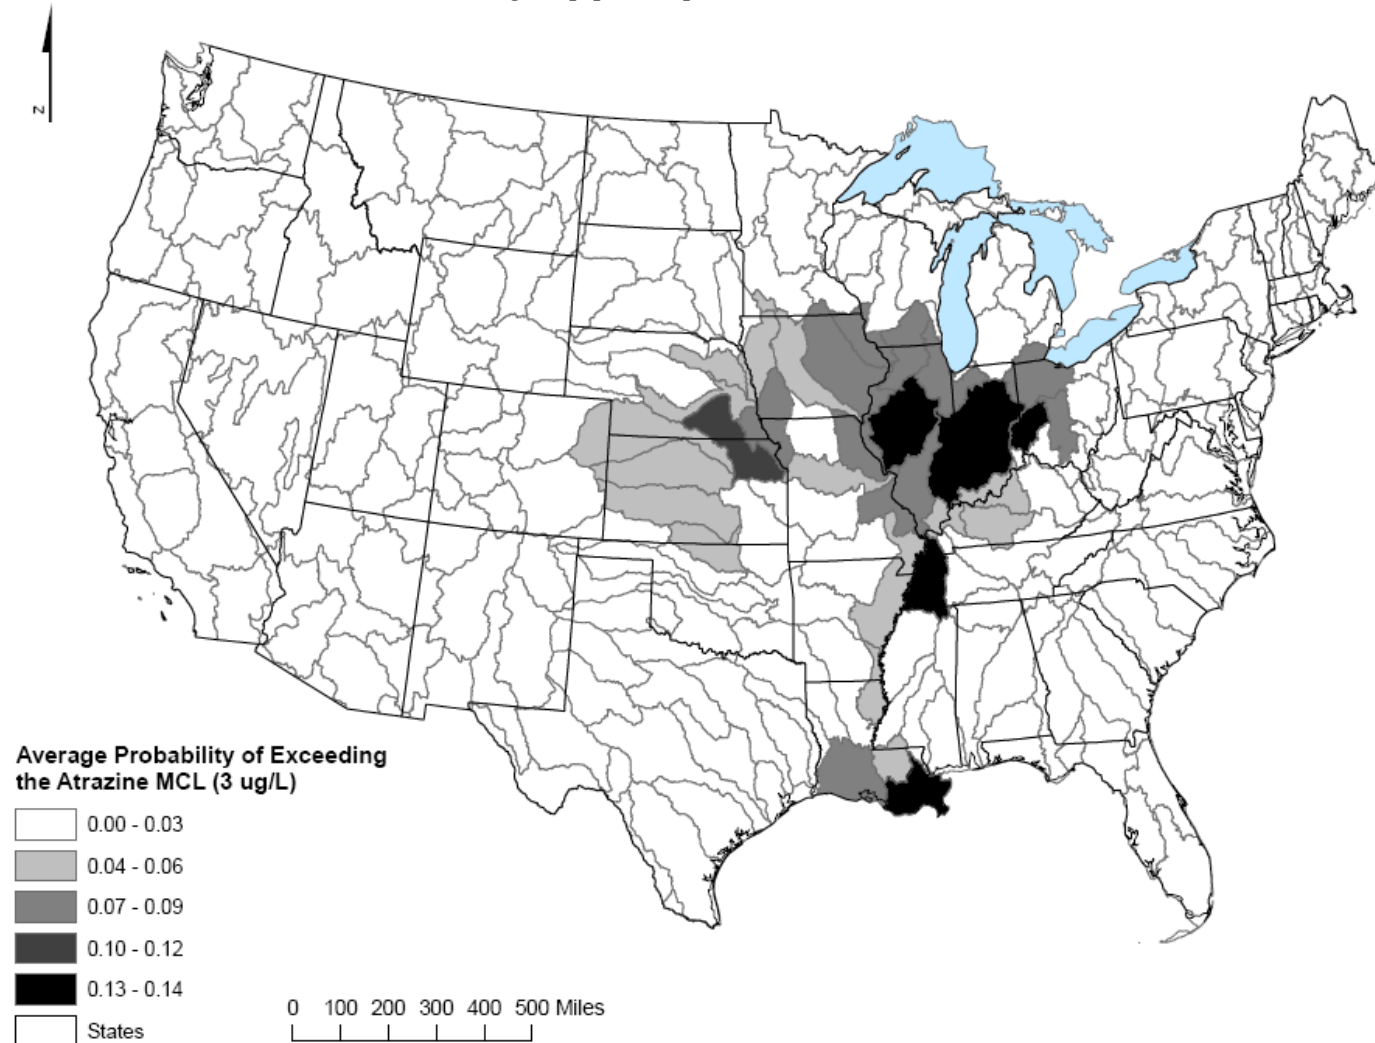 z
Average Probability of Exceeding
the Atrazine MCL (3 ug/L)
0.00 - 0.03
0.04 - 0.06
0.07 - 0.09
0.10 - 0.12
0.13 - 0.14
States
0 100 200 300 400 500 Miles